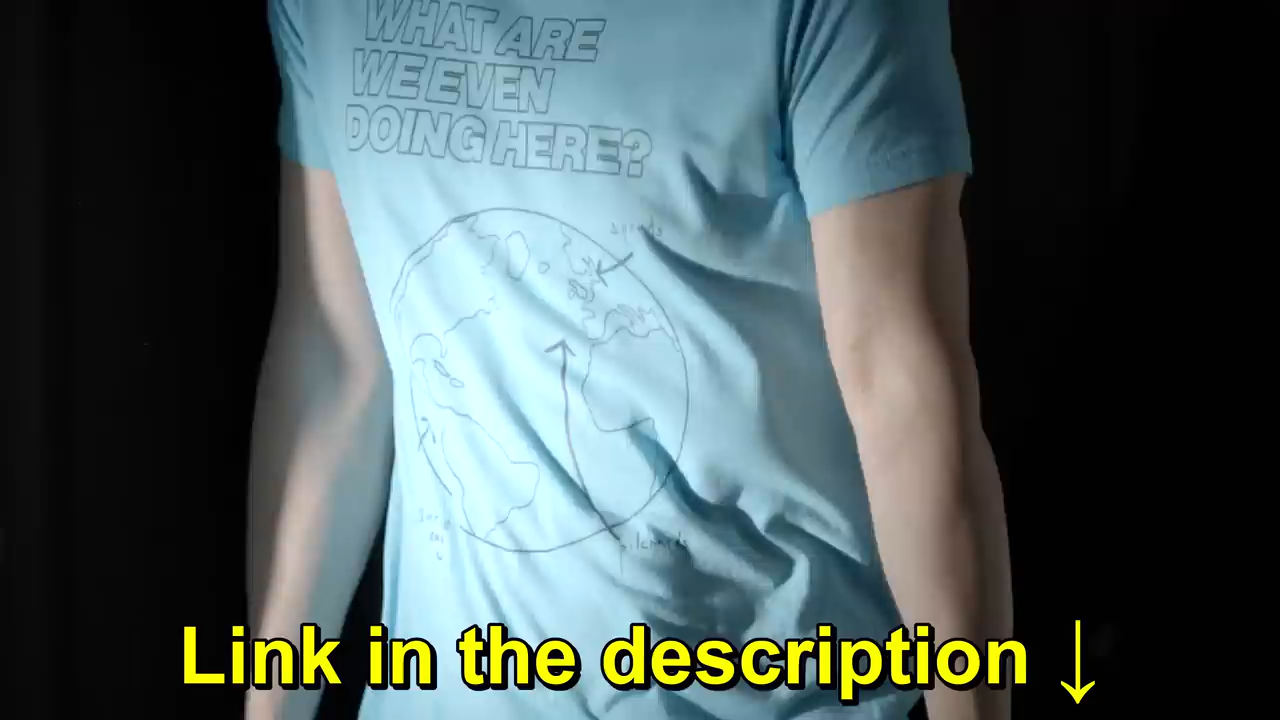 WHAT ARE
WE EVEN
DOING HERE?
Link in the description ↓